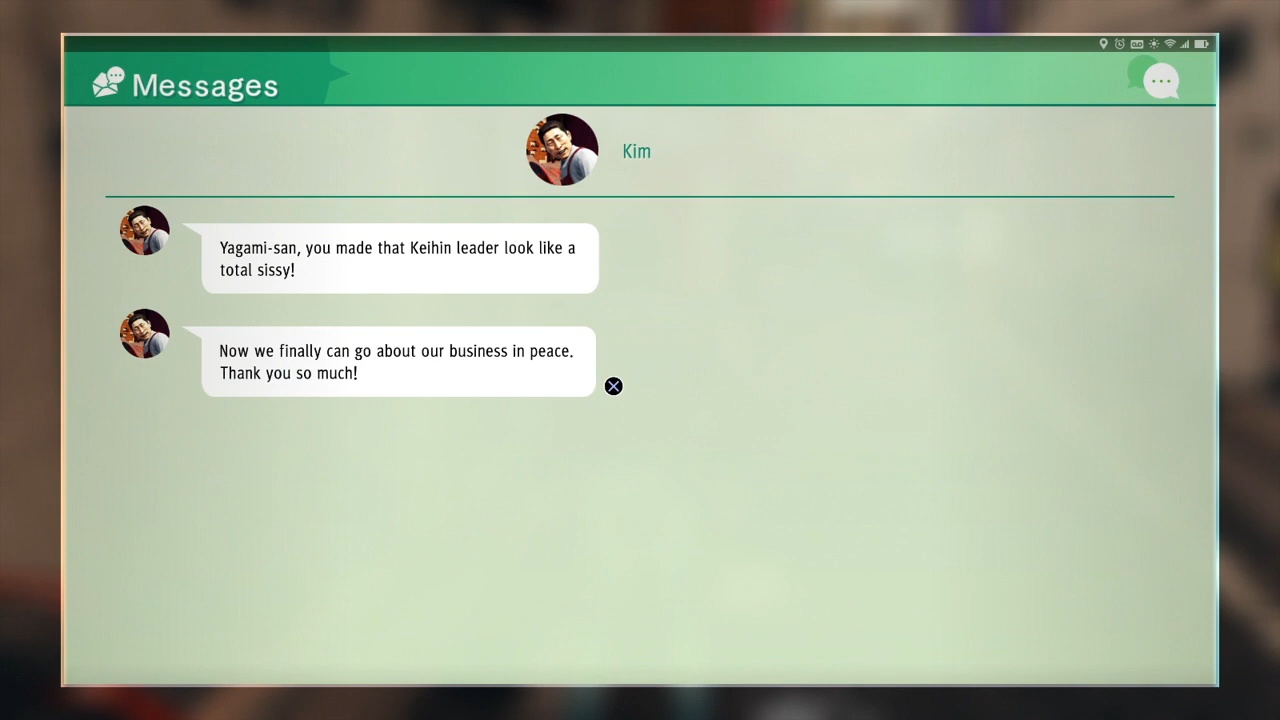 Messages
Kim
Yagami-san, you made that Keihin leader look like a
total sissy!
Now we finally can go about our business in peace.
Thank you so much!